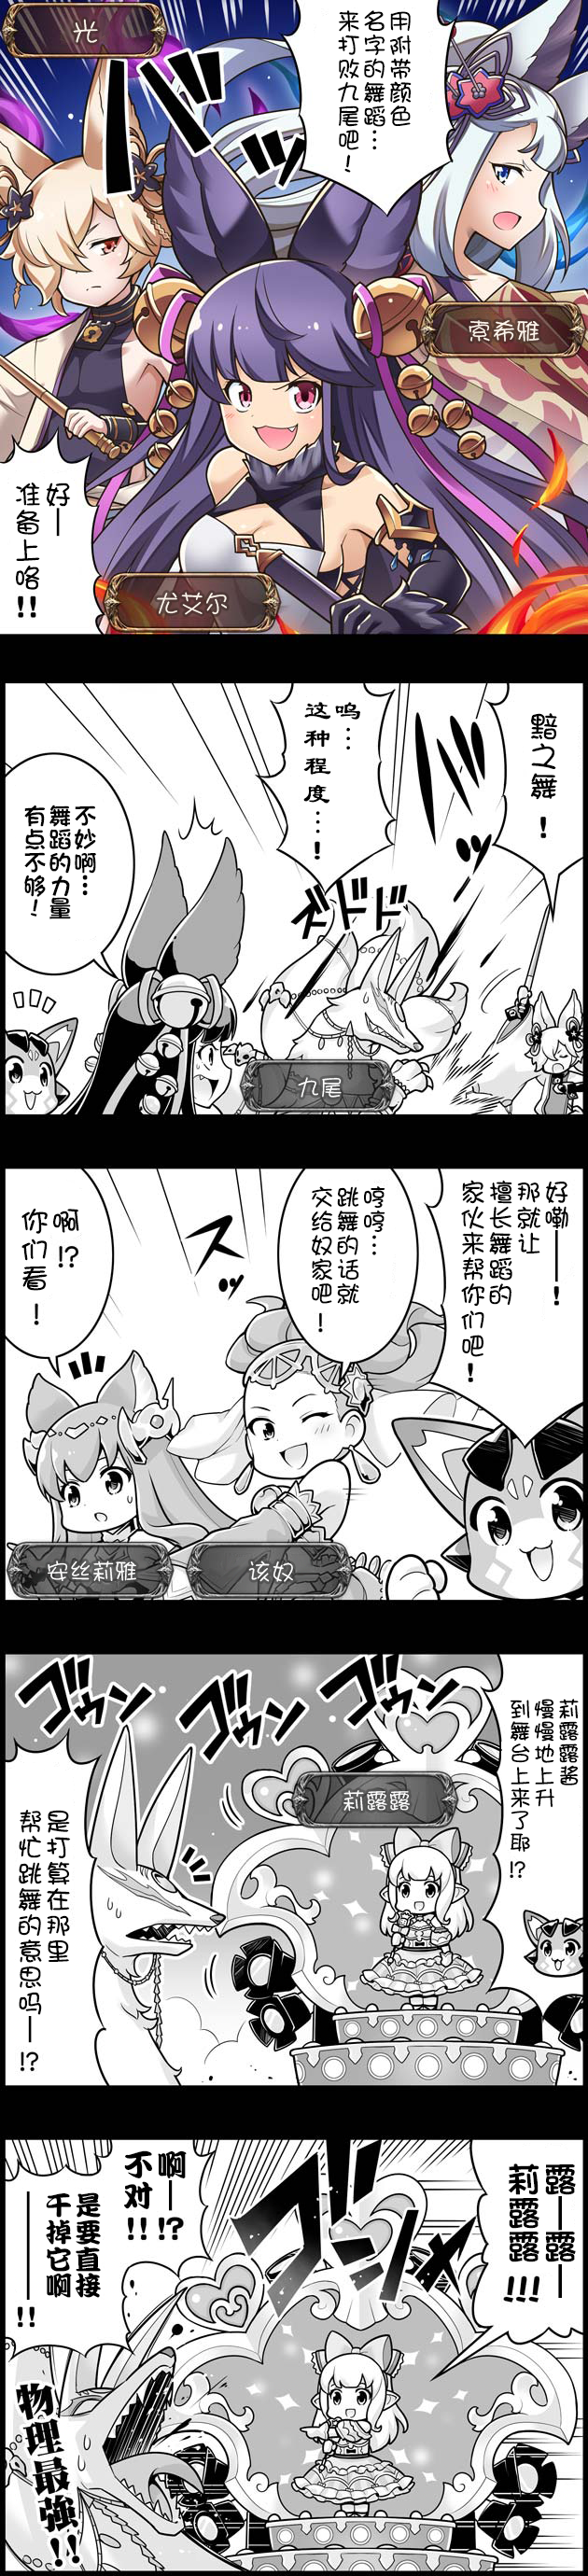 光
用附带颜色
名字的舞蹈…
来打败九尾吧！
バッ
索希雅
好—
准备上咯!!
尤艾尔
黯之舞！
呜…
这种程度…！
ズドドド
不妙啊…
舞蹈的力量
有点不够！
九尾
好嘞——！
那就让
擅长舞蹈的
家伙来帮你们吧！
哼哼…
跳舞的话就
交给奴家吧！
スッ
啊!?
你们看！
安丝莉雅
该奴
莉露露酱
慢慢地上升
到舞台上来了耶!?
ゴゥン
ゴゥン
ゴゥン
莉露露
是打算在那里
帮忙跳舞的意思吗—!?
露—露—
莉露露!!!
ブンッ
啊—!?
不对!!
是要直接
干掉它啊——!!
物理最強!!